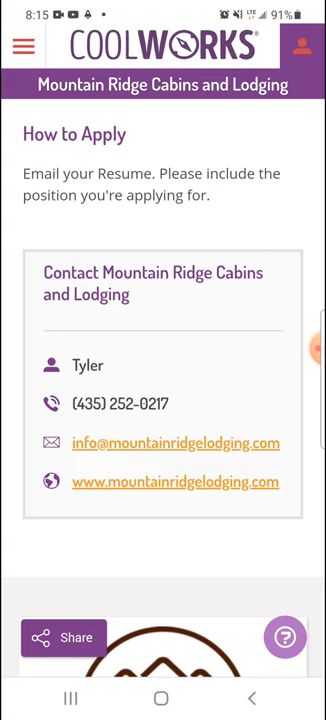 8:15
LTE
91%
COOLWORKS®
Mountain Ridge Cabins and Lodging
How to Apply
Email your Resume. Please include the
position you're applying for.
Contact Mountain Ridge Cabins
and Lodging
Tyler
(435) 252-0217
info@mountainridgelodging.com
www.mountainridgelodging.com
Share
?